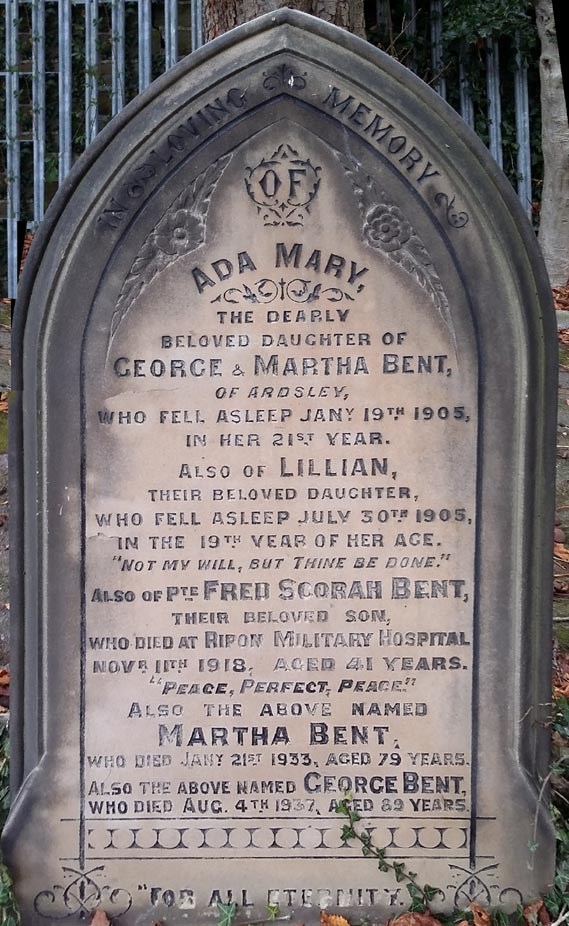 IN LOVING MEMORY
OF
ADA MARY,
THE DEARLY
BELOVED DAUGHTER OF
GEORGE & MARTHA BENT,
OF ARDSLEY,
WHO FELL ASLEEP JANY 19TH 1905,
IN HER 21ST YEAR.
ALSO OF LILLIAN,
THEIR BELOVED DAUGHTER,
WHO FELL ASLEEP JULY 30TH 1905,
IN THE 19TH YEAR OF HER AGE.
"NOT MY WILL, BUT THINE BE DONE."
ALSO OF PTE FRED SCORAH BENT,
THEIR BELOVED SON,
WHO DIED AT RIPON MILITARY HOSPITAL
NOVR 11TH 1918, AGED 41 YEARS.
"PEACE, PERFECT, PEACE."
ALSO THE ABOVE NAMED
MARTHA BENT,
WHO DIED JANY 21ST 1933, AGED 79 YEARS.
ALSO THE ABOVE NAMED GEORGE BENT,
WHO DIED AUG. 4TH 1937, AGED 89 YEARS.
"FOR ALL ETERNITY.